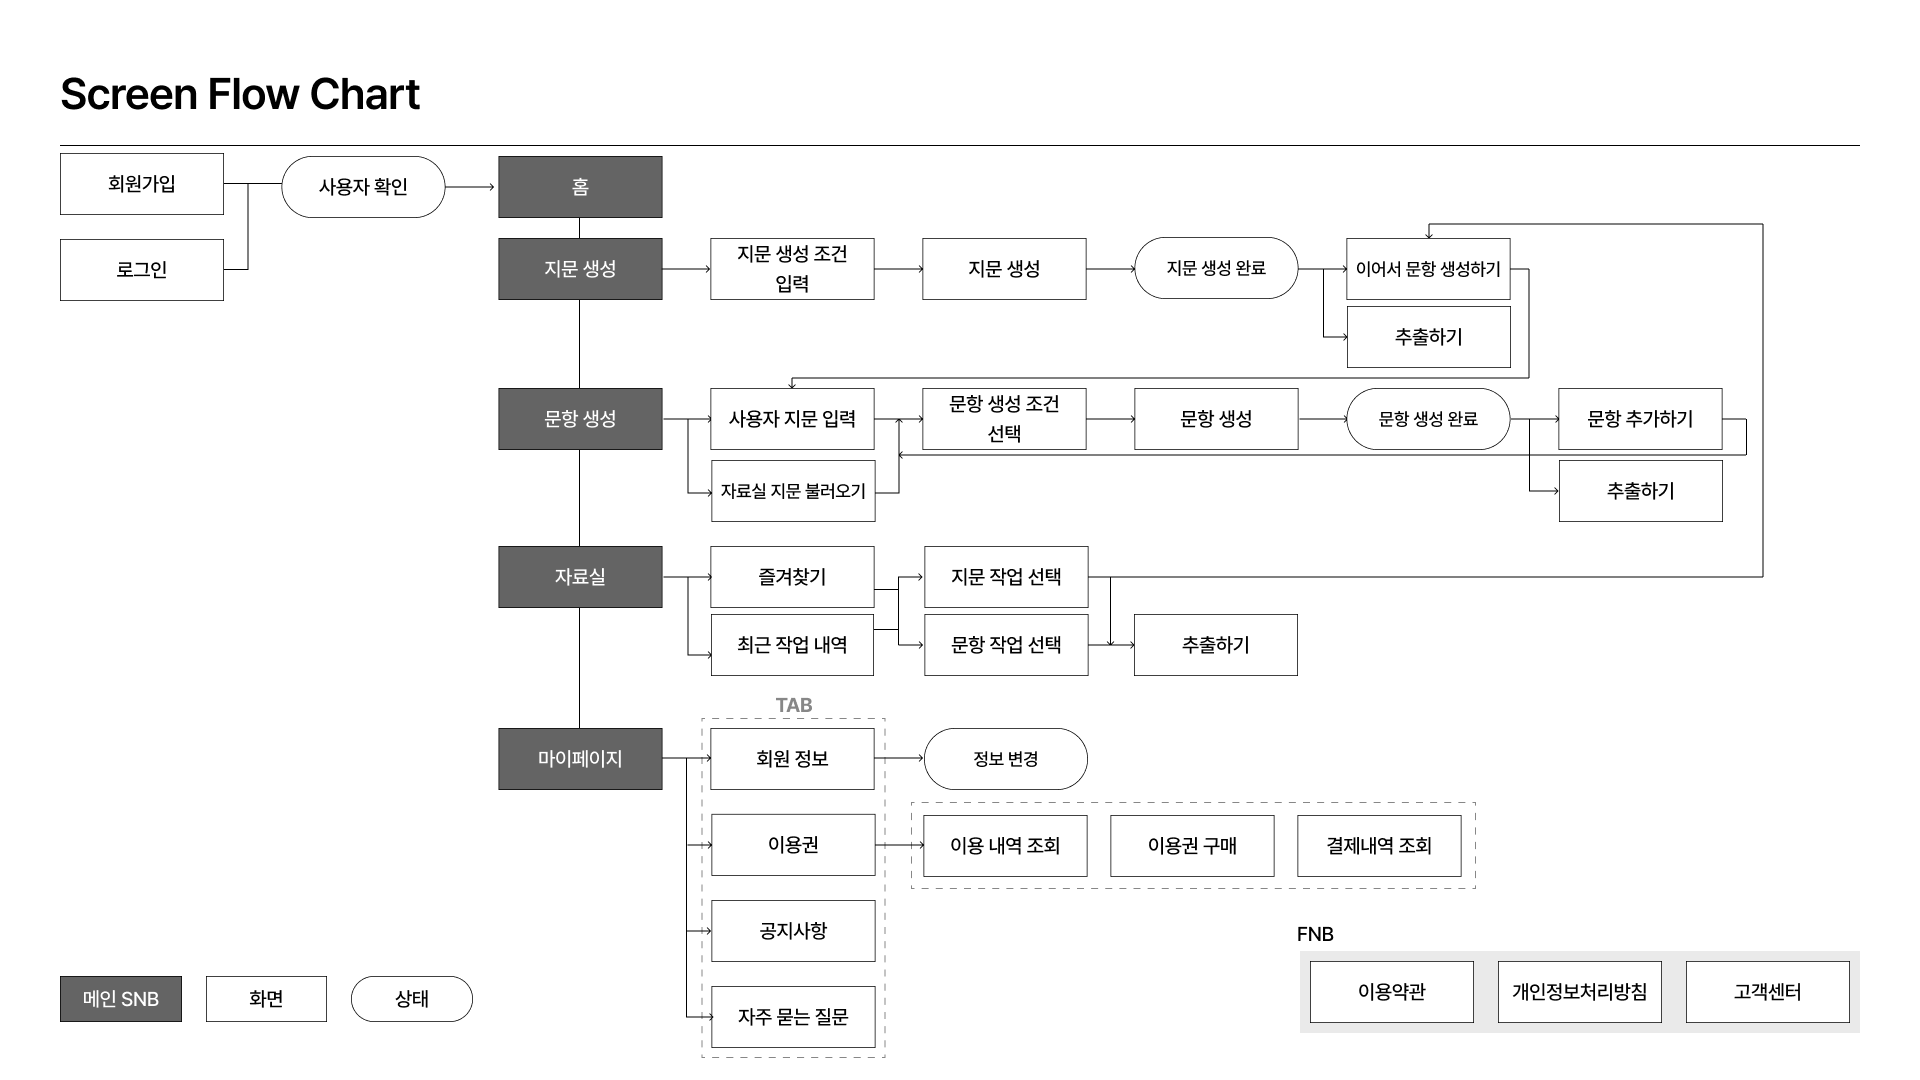 Screen Flow Chart
회원가입
사용자 확인
홈
로그인
지문 생성
지문 생성 조건
입력
지문 생성
지문 생성 완료
이어서 문항 생성하기
추출하기
문항 생성
사용자 지문 입력
문항 생성 조건
선택
문항 생성
문항 생성 완료
문항 추가하기
자료실 지문 불러오기
추출하기
자료실
즐겨찾기
지문 작업 선택
최근 작업 내역
문항 작업 선택
추출하기
TAB
마이페이지
회원 정보
정보 변경
이용권
이용 내역 조회
이용권 구매
결제내역 조회
공지사항
자주 묻는 질문
FNB
이용약관
개인정보처리방침
고객센터
메인 SNB
화면
상태